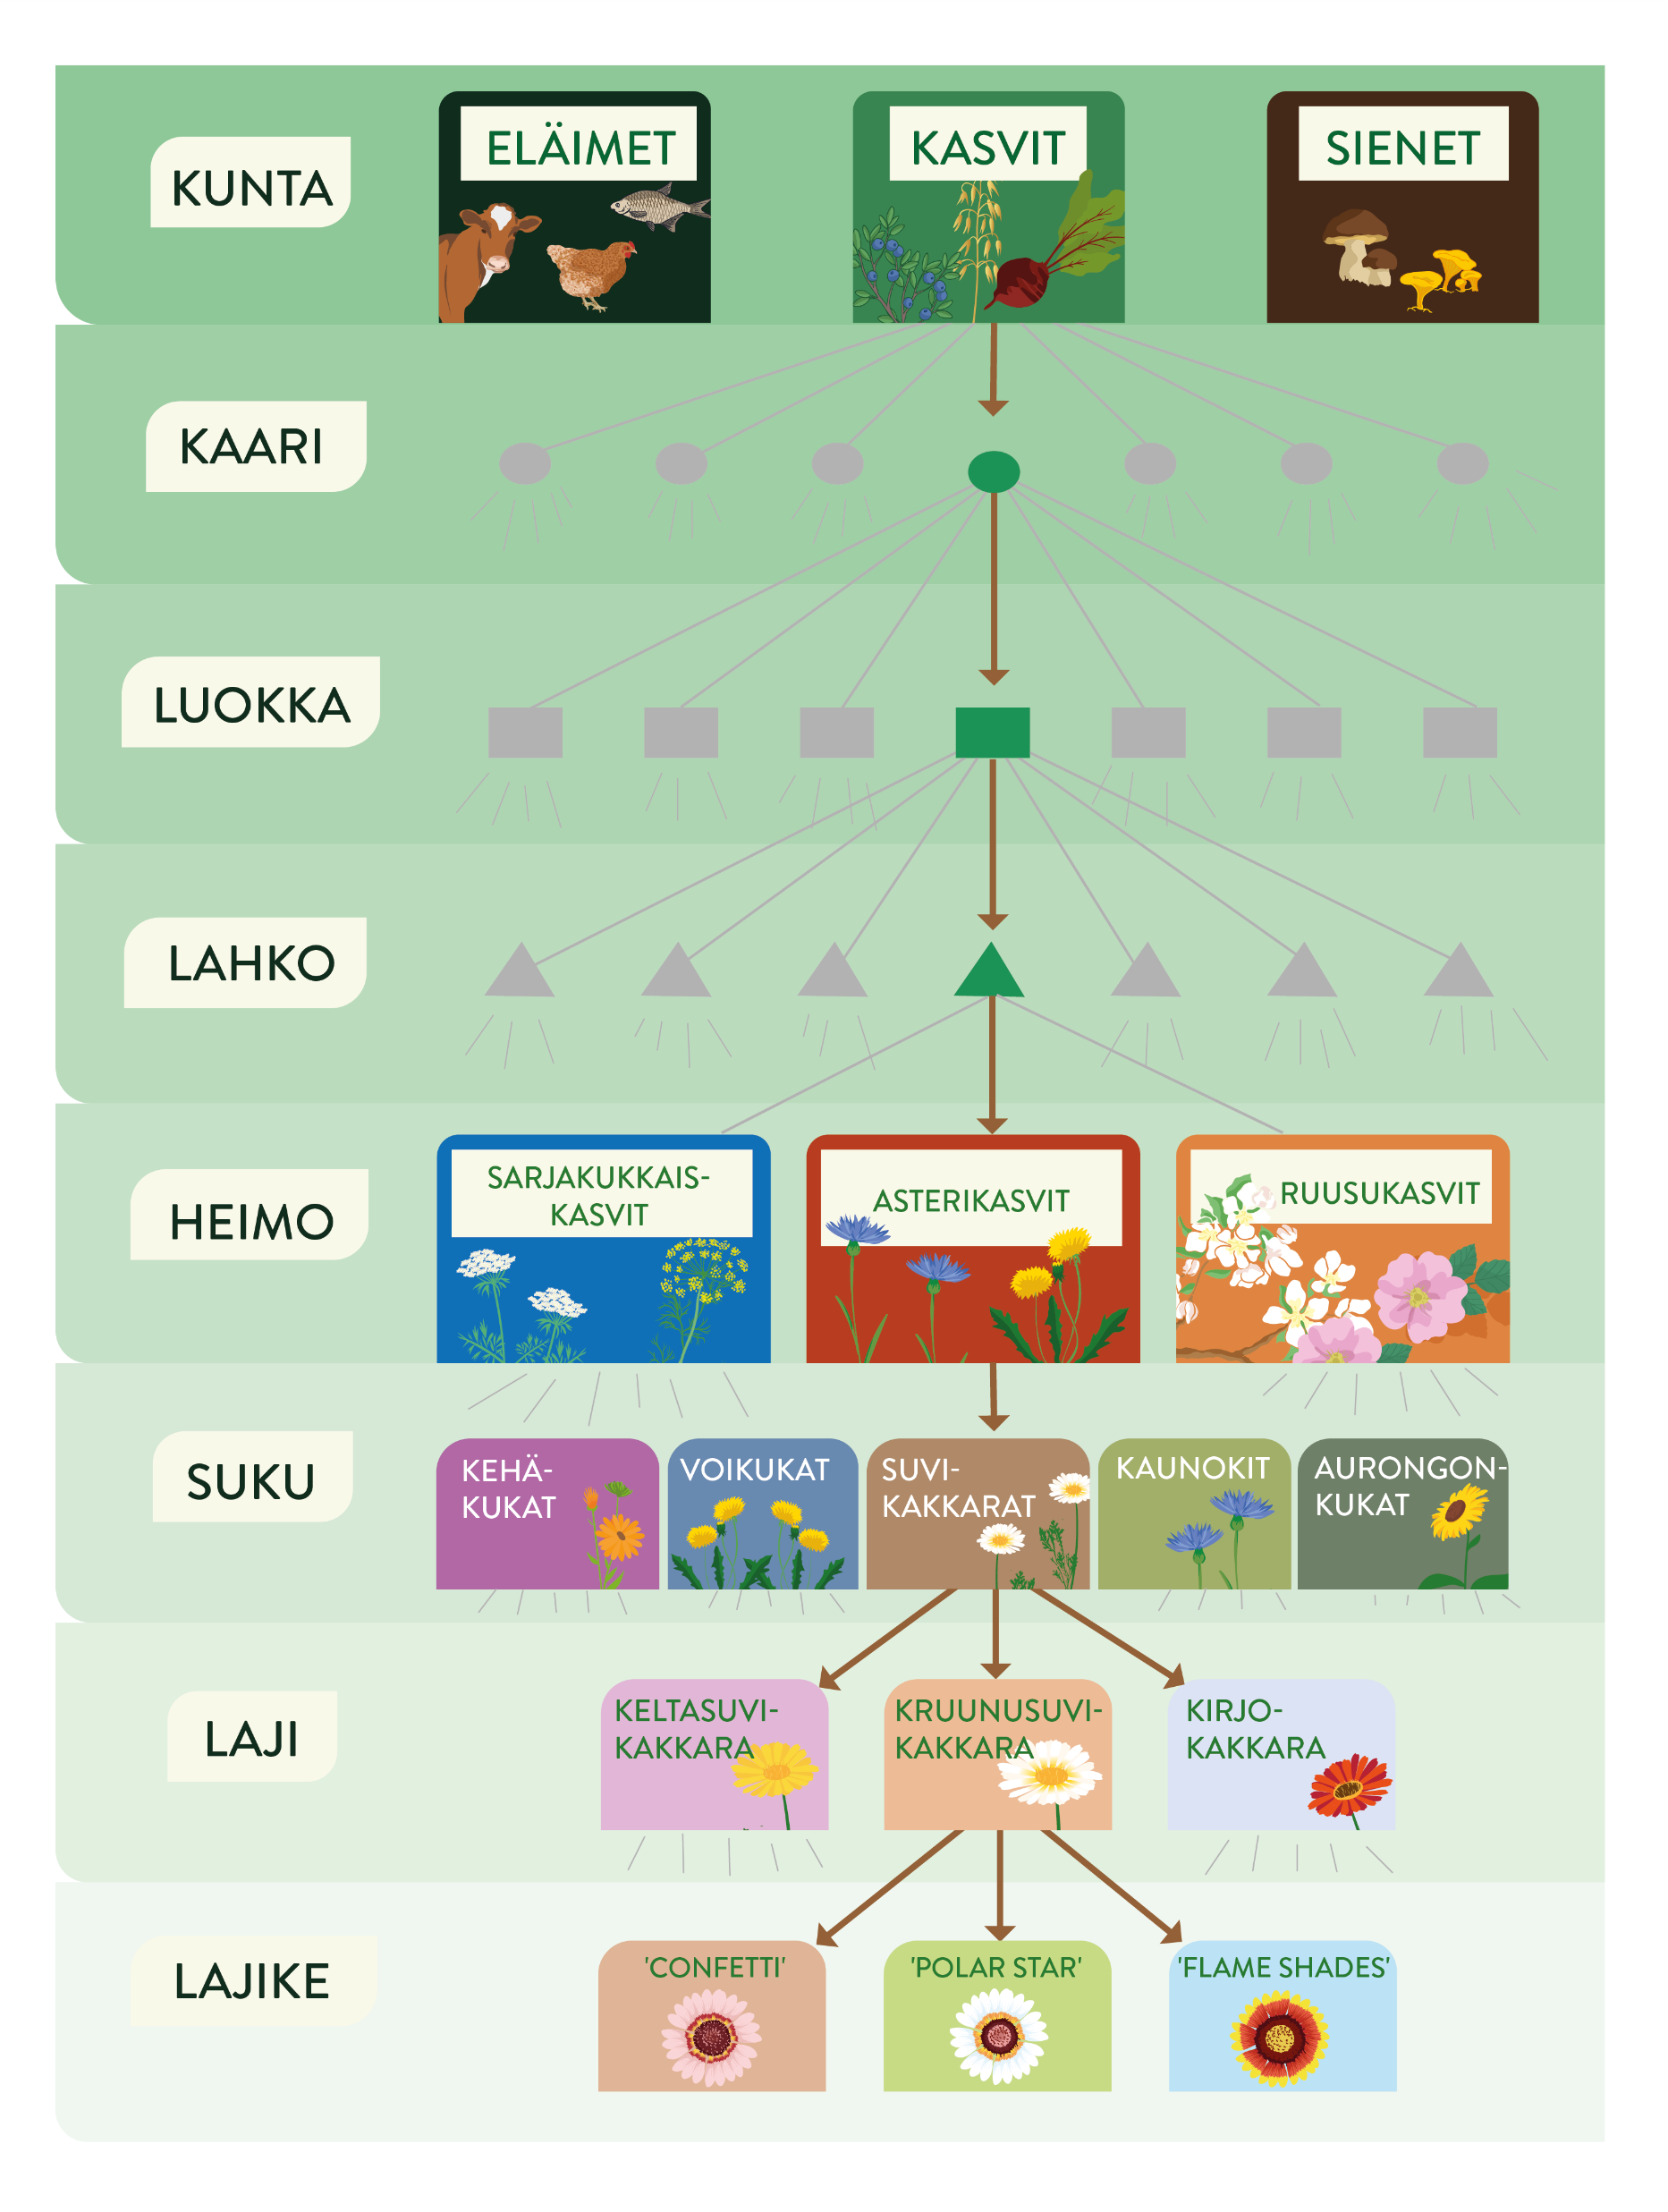 KUNTA
ELÄIMET
KASVIT
SIENET
KAARI
LUOKKA
LAHKO
HEIMO
SARJAKUKKAIS-
KASVIT
ASTERIKASVIT
RUUSUKASVIT
SUKU
KEHÄ-
KUKAT
VOIKUKAT
SUVI-
KAKKARAT
KAUNOKIT
AURONGON-
KUKAT
LAJI
KELTASUVI-
KAKKARA
KRUUNUSUVI-
KAKKARA
KIRJO-
KAKKARA
LAJIKE
'CONFETTI'
'POLAR STAR'
'FLAME SHADES'